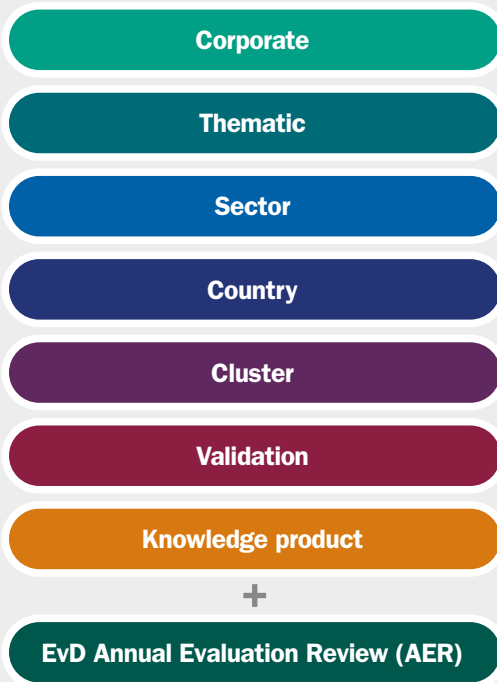 Corporate
Thematic
Sector
Country
Cluster
Validation
Knowledge product
+
EvD Annual Evaluation Review (AER)